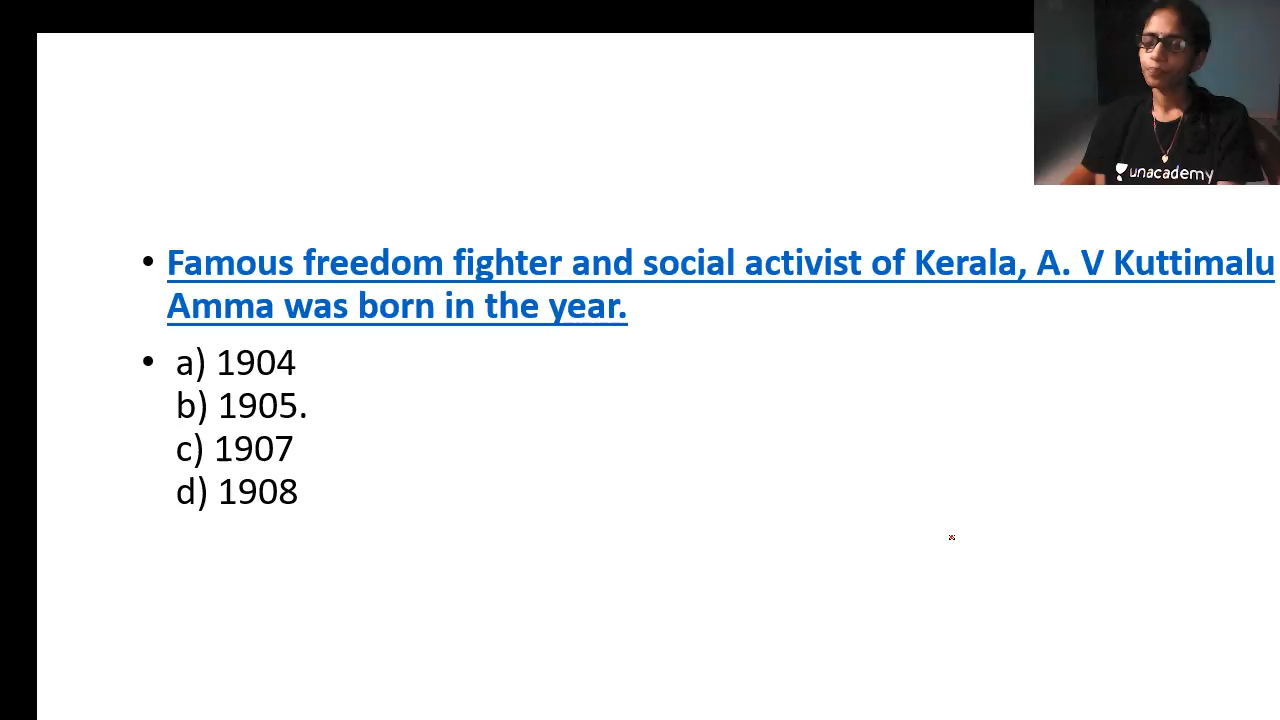 unacademy
• Famous freedom fighter and social activist of Kerala, A. V Kuttimalu
Amma was born in the year.
• a) 1904
b) 1905.
c) 1907
d) 1908